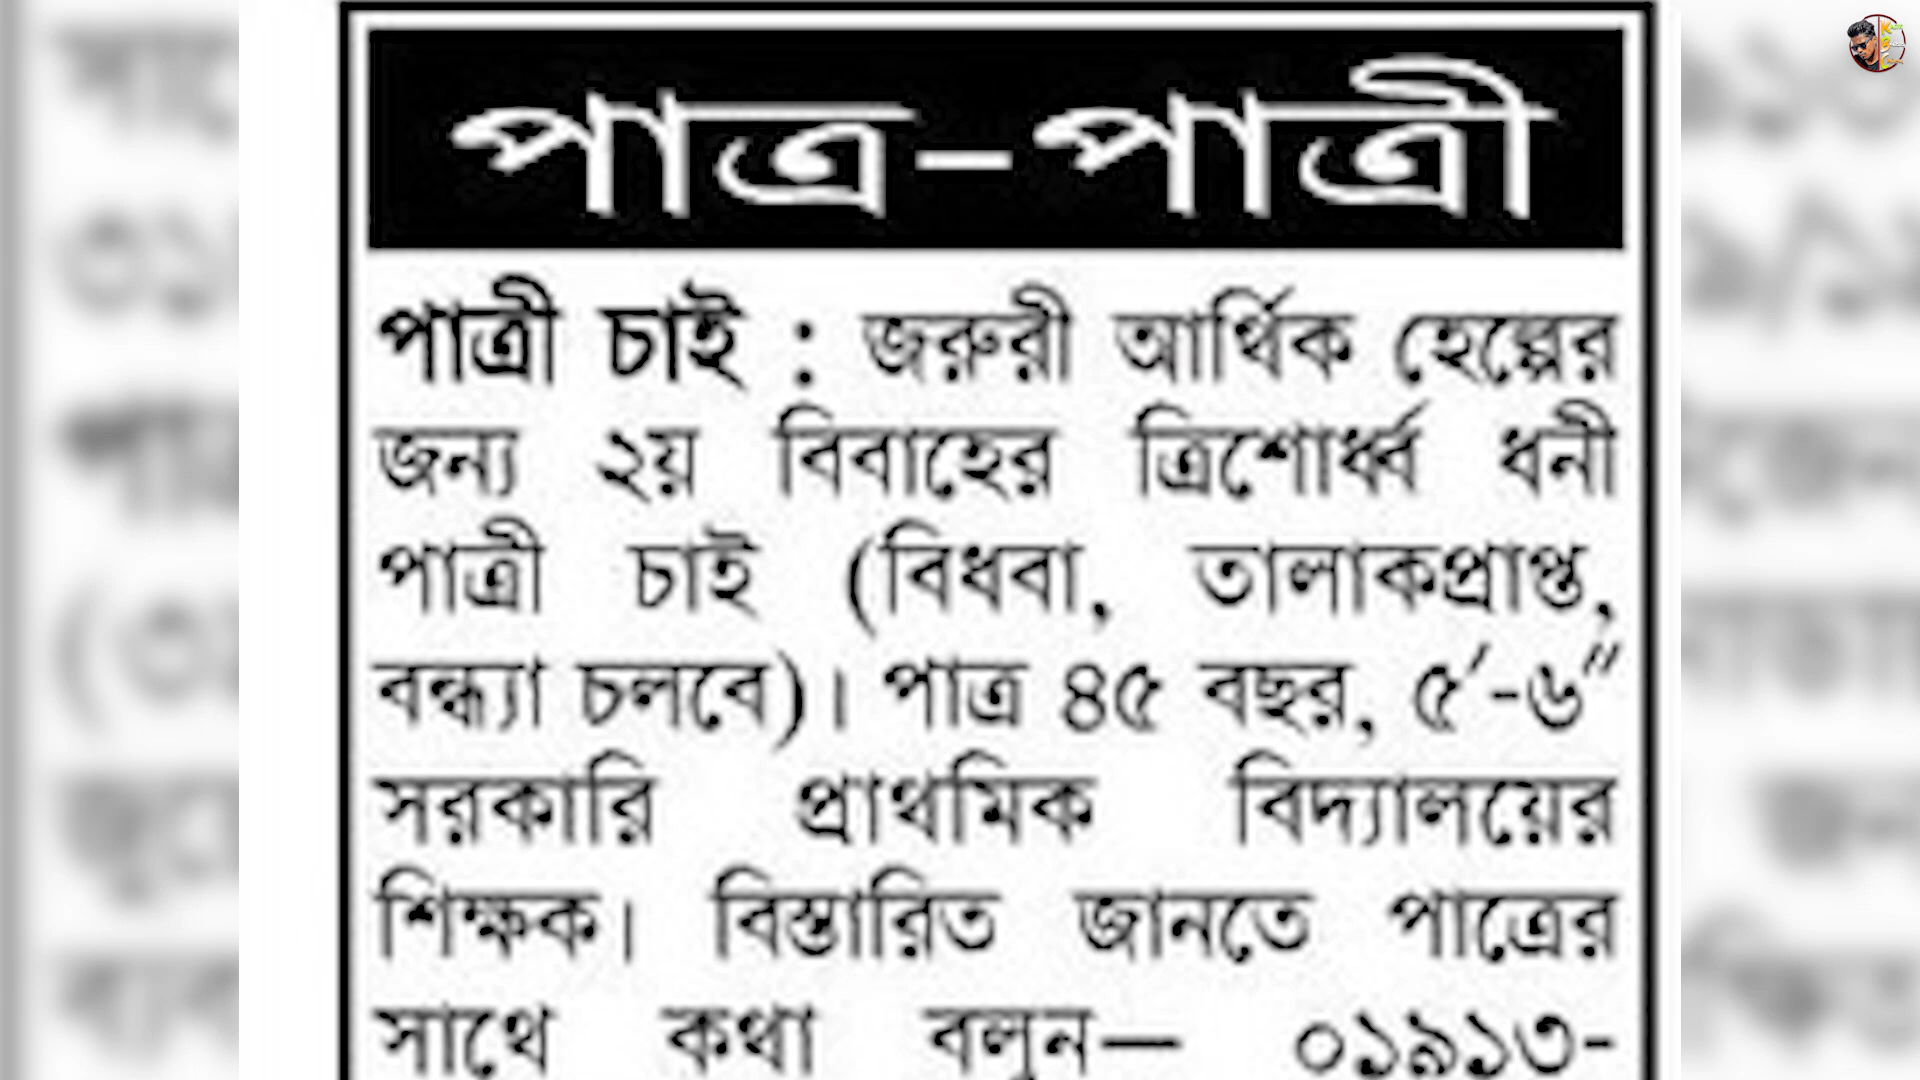 পাত্র–পাত্রী
পাত্রী চাই : জরুরী আর্থিক হেল্পের
জন্য ২য় বিবাহের ত্রিশোর্ধ্ব ধনী
পাত্রী চাই (বিধবা, তালাকপ্রাপ্ত,
বন্ধ্যা চলবে)। পাত্র ৪৫ বছর, ৫′-৬″
সরকারি প্রাথমিক বিদ্যালয়ের
শিক্ষক। বিস্তারিত জানতে পাত্রের
সাথে কথা বলুন— ০১৯১৩-